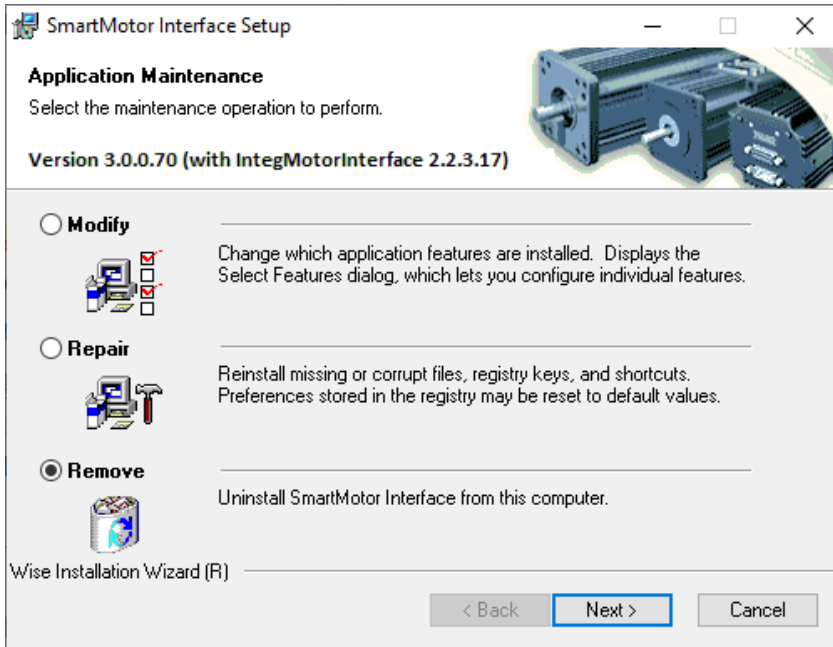 SmartMotor Interface Setup
Application Maintenance
Select the maintenance operation to perform.
Version 3.0.0.70 (with IntegMotorInterface 2.2.3.17)
Modify
Change which application features are installed.  Displays the
Select Features dialog, which lets you configure individual features.
Repair
Reinstall missing or corrupt files, registry keys, and shortcuts.
Preferences stored in the registry may be reset to default values.
Remove
Uninstall SmartMotor Interface from this computer.
Wise Installation Wizard (R)
< Back
Next >
Cancel